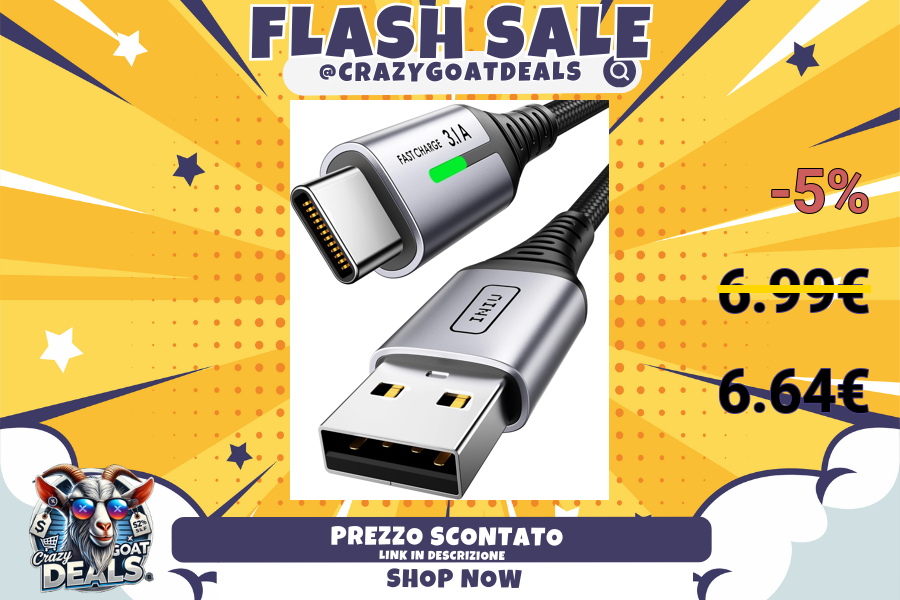 FLASH SALE
@CRAZYGOATDEALS
FAST CHARGE 3.1A
-5%
INIU
6.99€
6.64€
$
52%
Crazy
GOAT
DEALS
PREZZO SCONTATO
LINK IN DESCRIZIONE
SHOP NOW